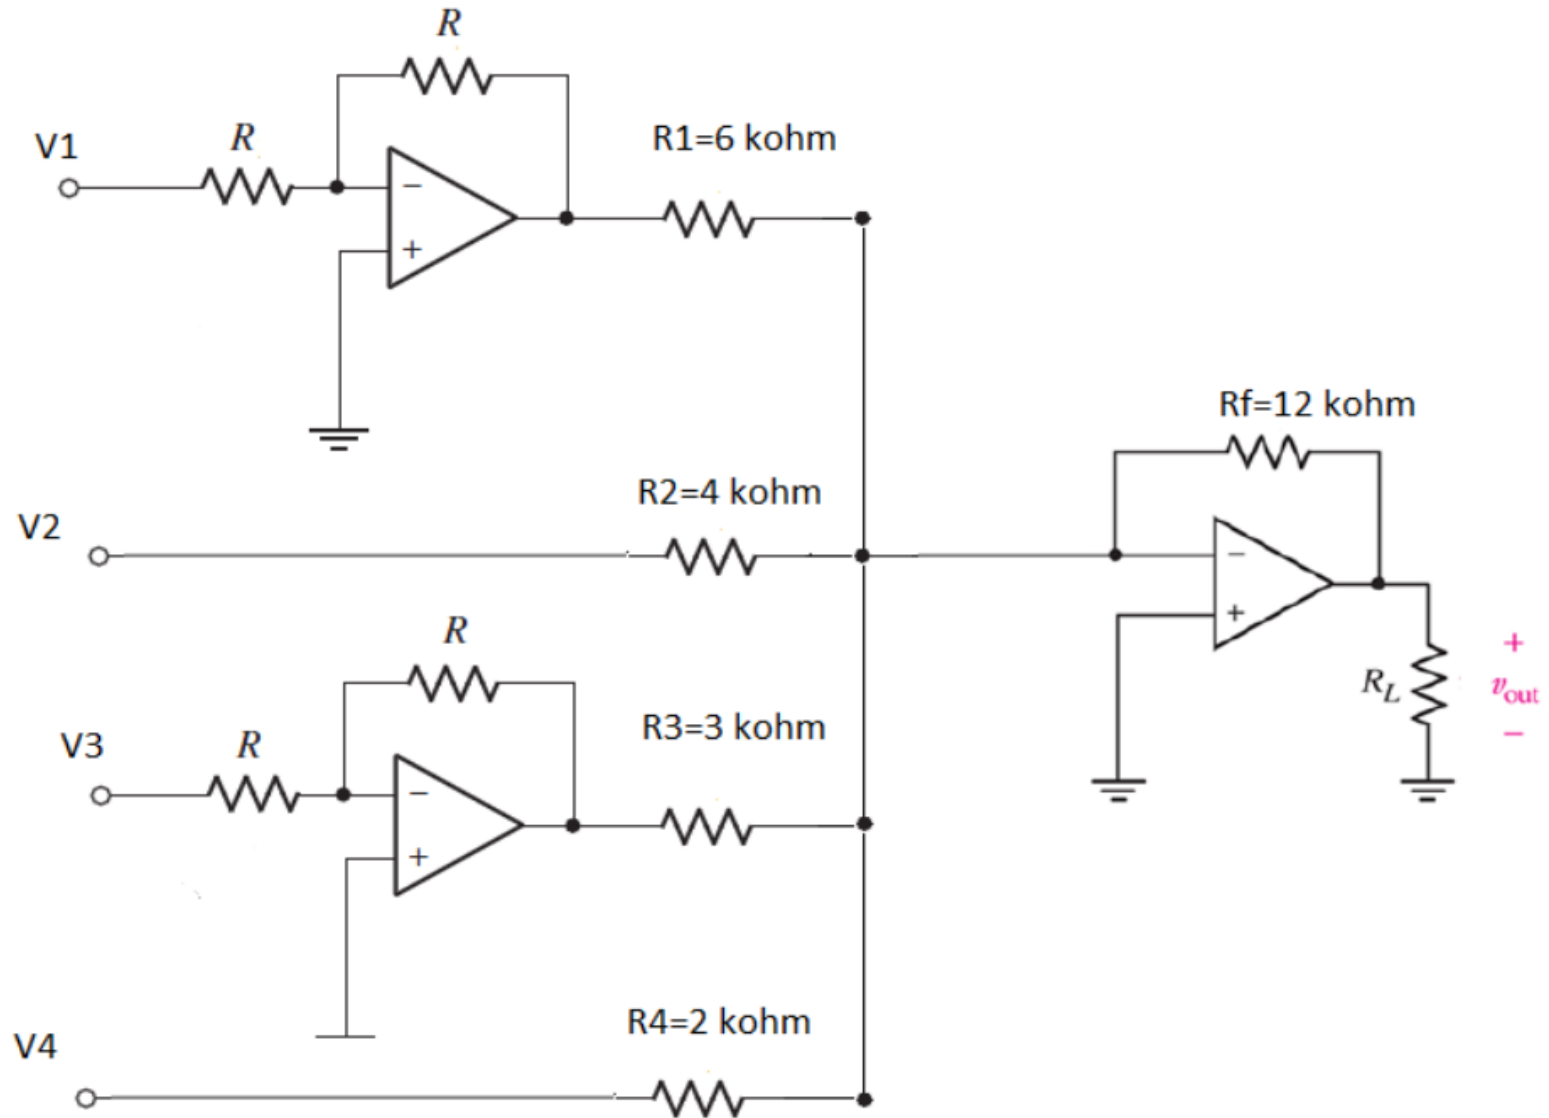 R
V1
R
R1=6 kohm
−
+
Rf=12 kohm
R2=4 kohm
V2
−
+
R
+
RL
vout
−
R3=3 kohm
V3
R
−
+
R4=2 kohm
V4